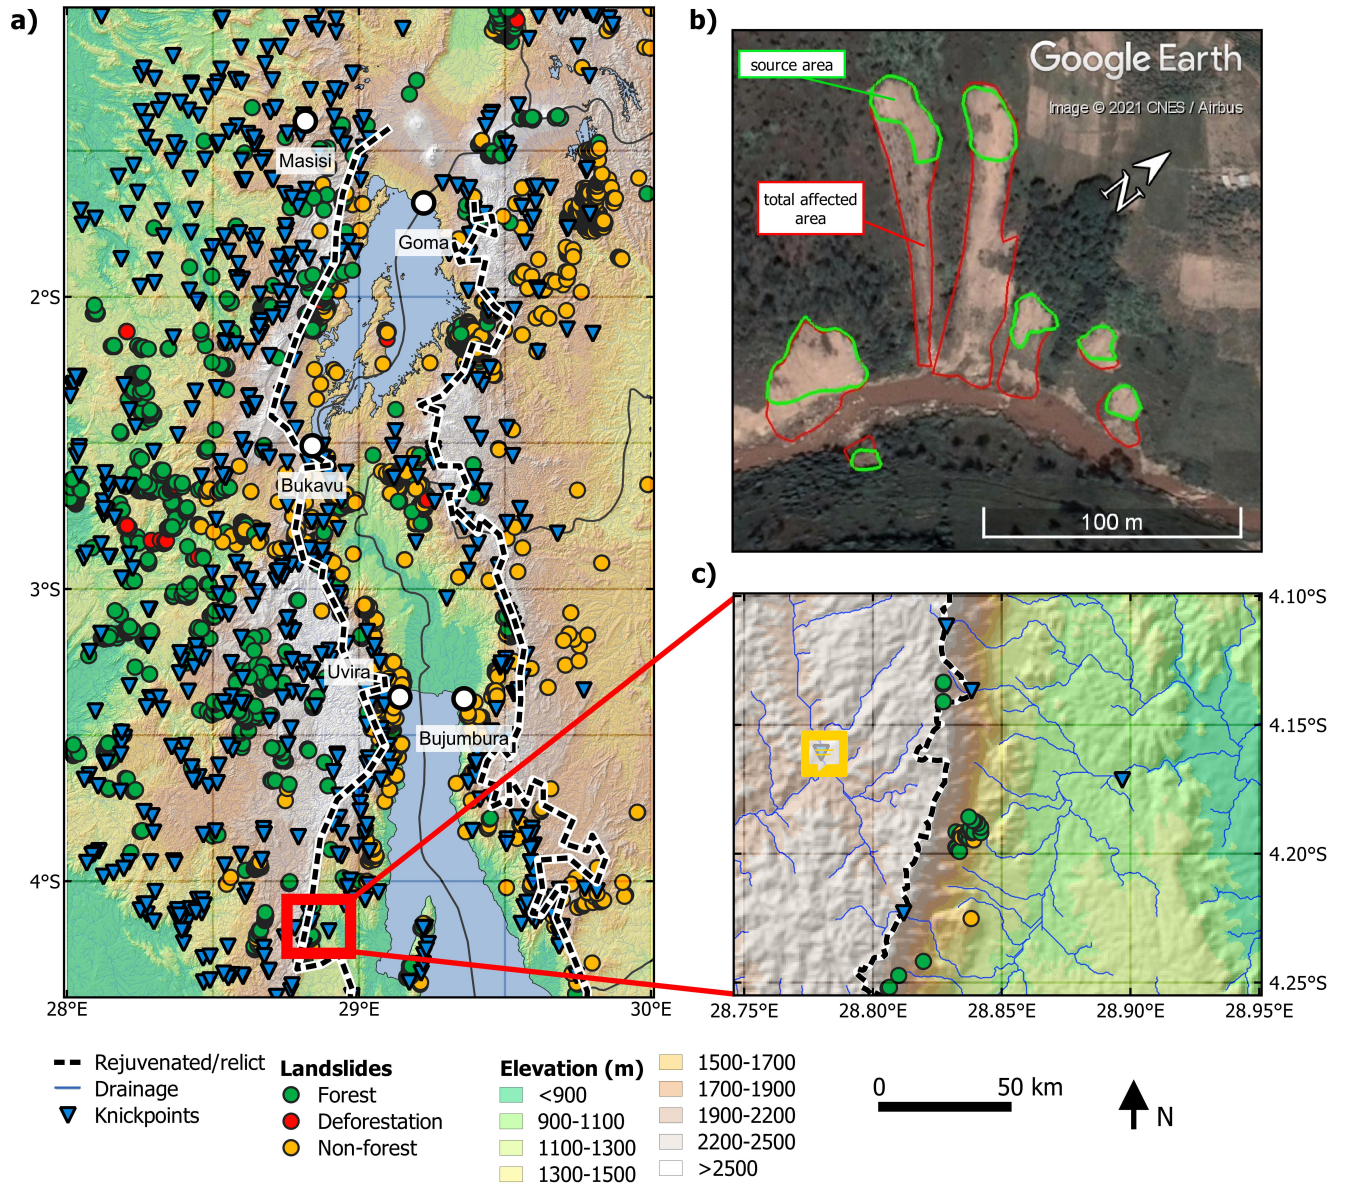 a)
Masisi
Goma
Bukavu
Uvira
Bujumbura
2°S
3°S
4°S
28°E
29°E
30°E
b)
source area
total affected
area
Google Earth
Image © 2021 CNES / Airbus
N
100 m
c)
4.10°S
4.15°S
4.20°S
4.25°S
28.75°E
28.80°E
28.85°E
28.90°E
28.95°E
Rejuvenated/relict
Drainage
Knickpoints
Landslides
Forest
Deforestation
Non-forest
Elevation (m)
<900
900-1100
1100-1300
1300-1500
1500-1700
1700-1900
1900-2200
2200-2500
>2500
0 50 km
N